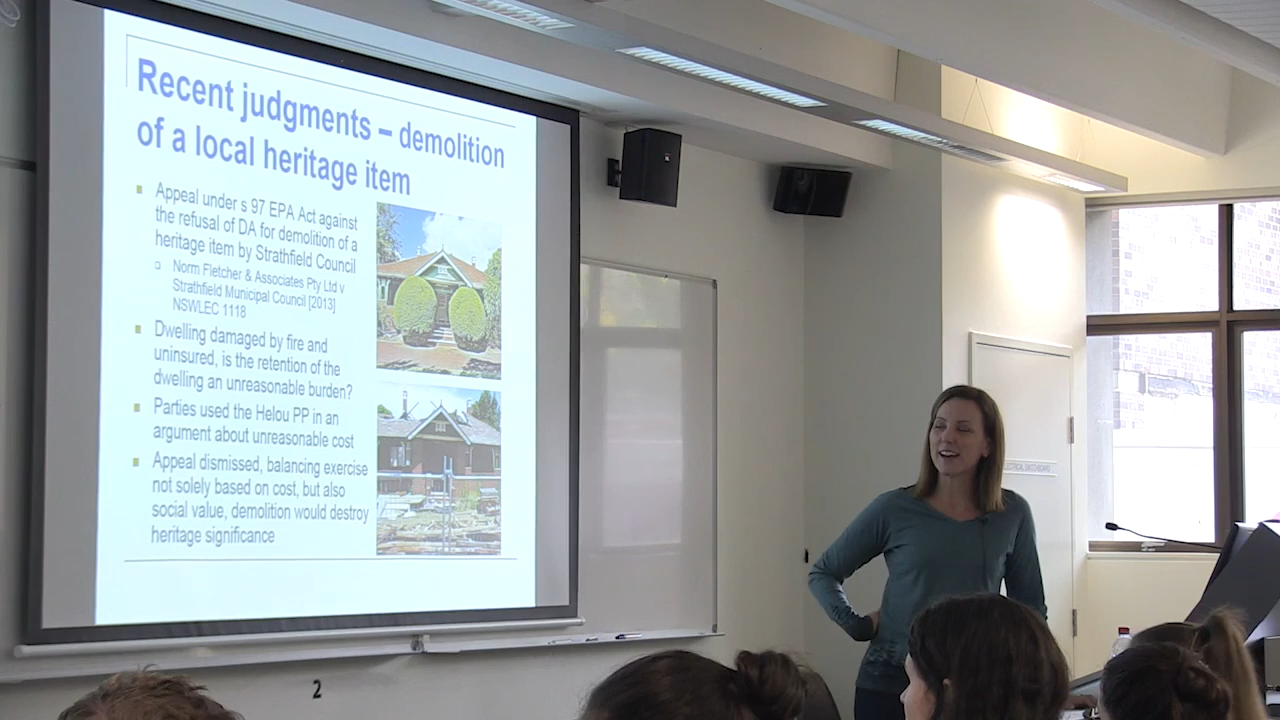 Recent judgments – demolition
of a local heritage item
Appeal under s 97 EPA Act against
the refusal of DA for demolition of a
heritage item by Strathfield Council
Norm Fletcher & Associates Pty Ltd v
Strathfield Municipal Council [2013]
NSWLEC 1118
Dwelling damaged by fire and
uninsured, is the retention of the
dwelling an unreasonable burden?
Parties used the Helou PP in an
argument about unreasonable cost
Appeal dismissed, balancing exercise
not solely based on cost, but also
social value, demolition would destroy
heritage significance
2
ELECTRICAL SWITCHBOARD